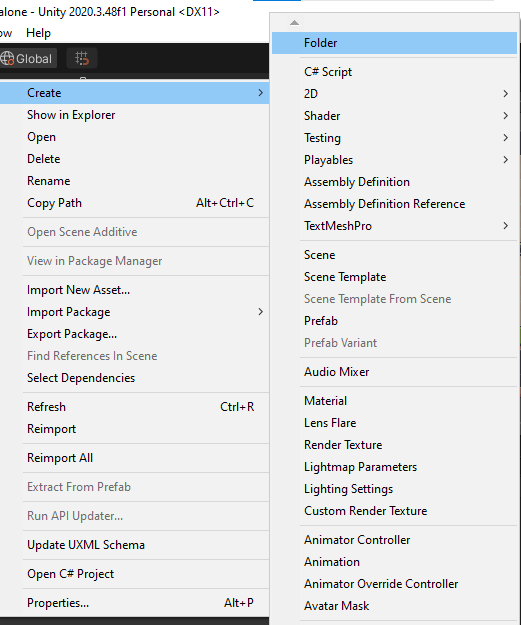 alone - Unity 2020.3.48f1 Personal <DX11>
ow Help
Global
Create
Show in Explorer
Open
Delete
Rename
Copy Path Alt+Ctrl+C
Open Scene Additive
View in Package Manager
Import New Asset...
Import Package
Export Package...
Find References In Scene
Select Dependencies
Refresh Ctrl+R
Reimport
Reimport All
Extract From Prefab
Run API Updater...
Update UXML Schema
Open C# Project
Properties... Alt+P
Folder
C# Script
2D
Shader
Testing
Playables
Assembly Definition
Assembly Definition Reference
TextMeshPro
Scene
Scene Template
Scene Template From Scene
Prefab
Prefab Variant
Audio Mixer
Material
Lens Flare
Render Texture
Lightmap Parameters
Lighting Settings
Custom Render Texture
Animator Controller
Animation
Animator Override Controller
Avatar Mask